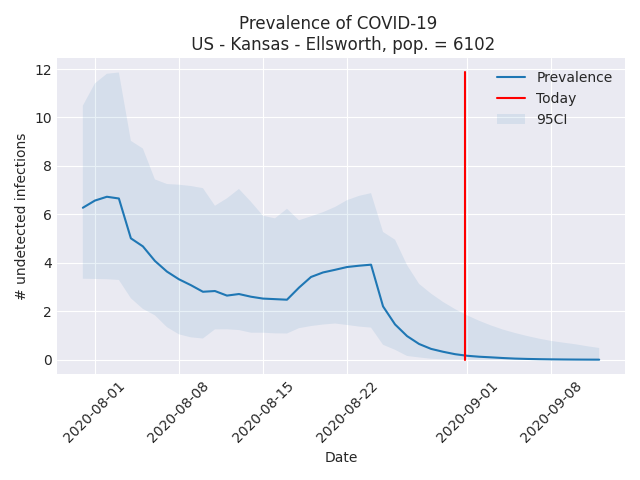 Prevalence of COVID-19
US - Kansas - Ellsworth, pop. = 6102
12
10
8
6
4
2
0
# undetected infections
Prevalence
Today
95CI
2020-08-01
2020-08-08
2020-08-15
2020-08-22
2020-09-01
2020-09-08
Date